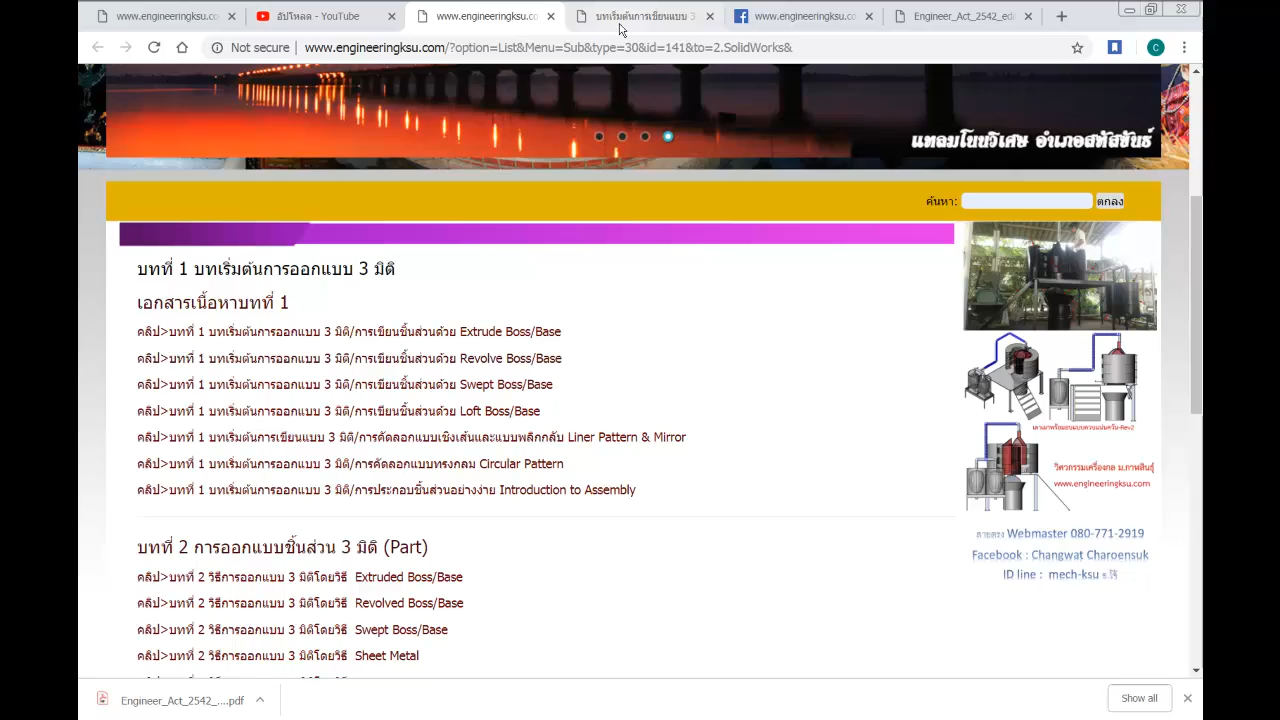 www.engineeringksu.co
อัปโหลด - YouTube
www.engineeringksu.co
บทเริ่มต้นการเขียนแบบ 3
www.engineeringksu.co
Engineer_Act_2542_ed
Not secure
www.engineeringksu.com/?option=List&Menu=Sub&type=30&id=141&to=2.SolidWorks&
C
แหลมโนนวิเศษ อำเภอสหัสขันธ์
ค้นหา:
ตกลง
บทที่ 1 บทเริ่มต้นการออกแบบ 3 มิติ
เอกสารเนื้อหาบทที่ 1
คลิป>บทที่ 1 บทเริ่มต้นการออกแบบ 3 มิติ/การเขียนชิ้นส่วนด้วย Extrude Boss/Base
คลิป>บทที่ 1 บทเริ่มต้นการออกแบบ 3 มิติ/การเขียนชิ้นส่วนด้วย Revolve Boss/Base
คลิป>บทที่ 1 บทเริ่มต้นการออกแบบ 3 มิติ/การเขียนชิ้นส่วนด้วย Swept Boss/Base
คลิป>บทที่ 1 บทเริ่มต้นการออกแบบ 3 มิติ/การเขียนชิ้นส่วนด้วย Loft Boss/Base
คลิป>บทที่ 1 บทเริ่มต้นการเขียนแบบ 3 มิติ/การคัดลอกแบบเชิงเส้นและแบบพลิกกลับ Liner Pattern & Mirror
คลิป>บทที่ 1 บทเริ่มต้นการออกแบบ 3 มิติ/การคัดลอกแบบทรงกลม Circular Pattern
คลิป>บทที่ 1 บทเริ่มต้นการออกแบบ 3 มิติ/การประกอบชิ้นส่วนอย่างง่าย Introduction to Assembly
บทที่ 2 การออกแบบชิ้นส่วน 3 มิติ (Part)
คลิป>บทที่ 2 วิธีการออกแบบ 3 มิติโดยวิธี Extruded Boss/Base
คลิป>บทที่ 2 วิธีการออกแบบ 3 มิติโดยวิธี Revolved Boss/Base
คลิป>บทที่ 2 วิธีการออกแบบ 3 มิติโดยวิธี Swept Boss/Base
คลิป>บทที่ 2 วิธีการออกแบบ 3 มิติโดยวิธี Sheet Metal
วิศวกรรมเครื่องกล ม.กาฬสินธุ์
www.engineeringksu.com
สายตรง Webmaster 080-771-2919
Facebook : Changwat Charoensuk
ID line : mech-ksu
Engineer_Act_2542_....pdf
Show all